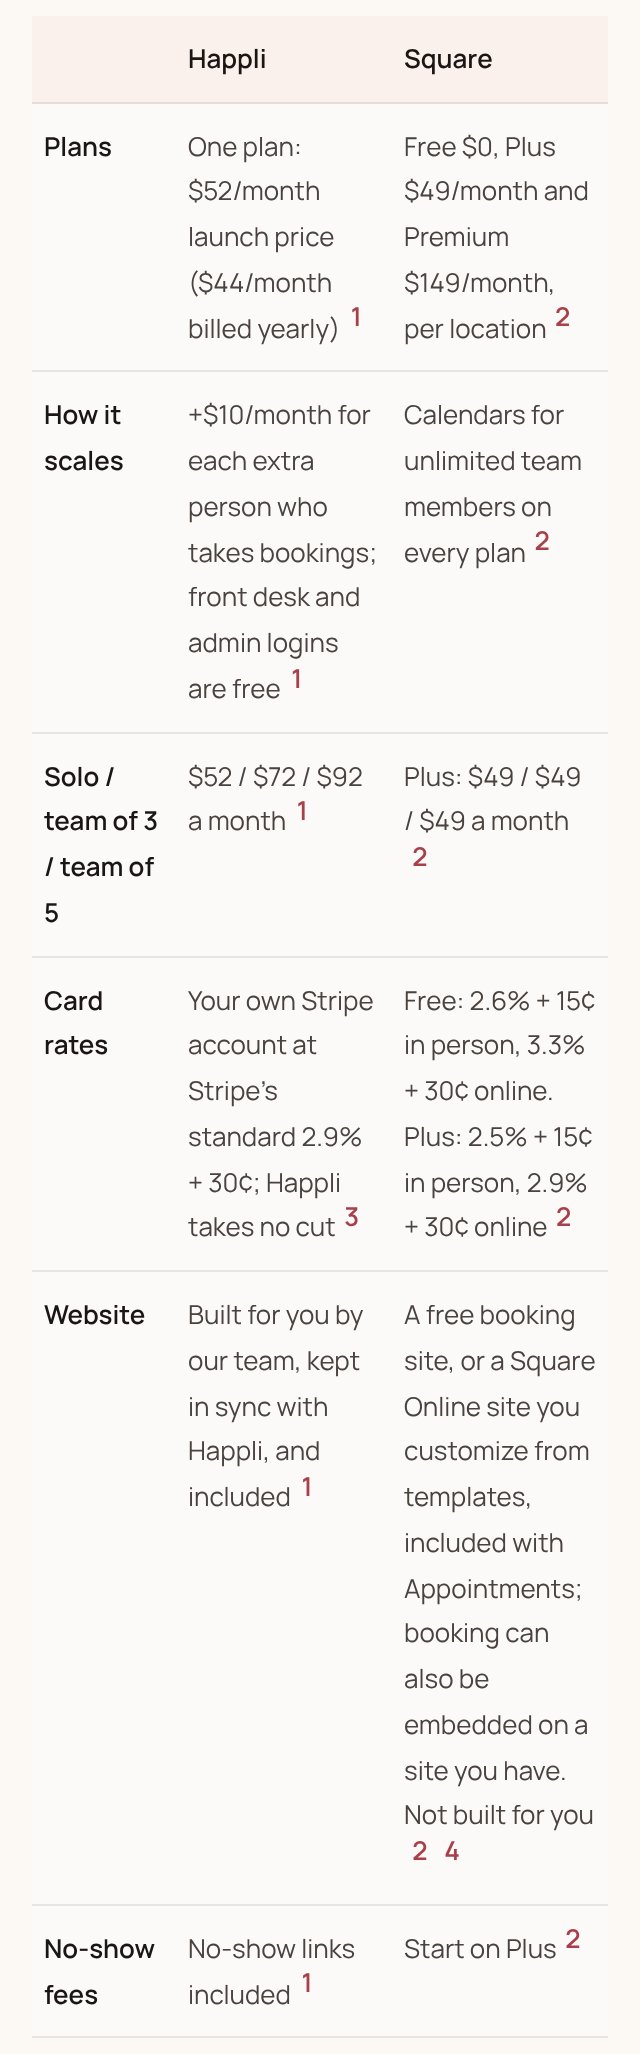 Happli
Square
Plans
One plan:
$52/month
launch price
($44/month
billed yearly) 1
Free $0, Plus
$49/month and
Premium
$149/month,
per location 2
How it
scales
+$10/month for
each extra
person who
takes bookings;
front desk and
admin logins
are free 1
Calendars for
unlimited team
members on
every plan 2
Solo /
team of 3
/ team of
5
$52 / $72 / $92
a month 1
Plus: $49 / $49
/ $49 a month
2
Card
rates
Your own Stripe
account at
Stripe’s
standard 2.9%
+ 30¢; Happli
takes no cut 3
Free: 2.6% + 15¢
in person, 3.3%
+ 30¢ online.
Plus: 2.5% + 15¢
in person, 2.9%
+ 30¢ online 2
Website
Built for you by
our team, kept
in sync with
Happli, and
included 1
A free booking
site, or a Square
Online site you
customize from
templates,
included with
Appointments;
booking can
also be
embedded on a
site you have.
Not built for you
2 4
No-show
fees
No-show links
included 1
Start on Plus 2